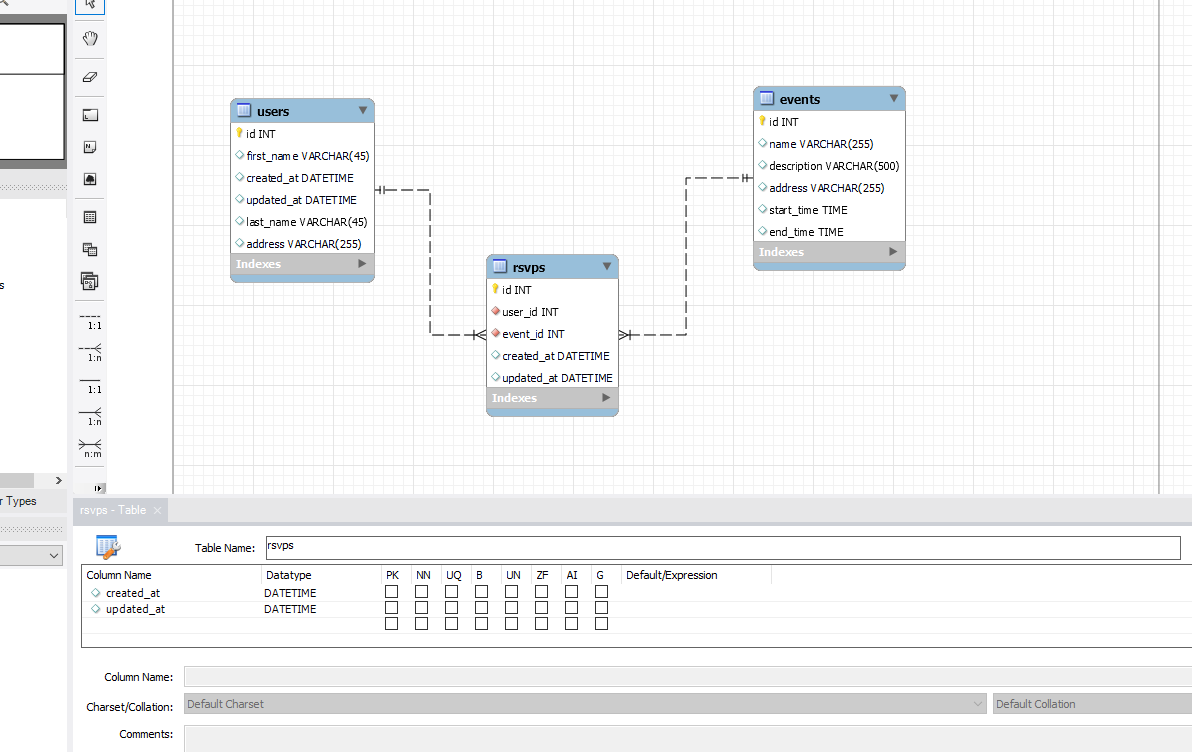 users
id INT
first_name VARCHAR(45)
created_at DATETIME
updated_at DATETIME
last_name VARCHAR(45)
address VARCHAR(255)
Indexes
events
id INT
name VARCHAR(255)
description VARCHAR(500)
address VARCHAR(255)
start_time TIME
end_time TIME
Indexes
rsvps
id INT
user_id INT
event_id INT
created_at DATETIME
updated_at DATETIME
Indexes
s
1:1
1:n
1:1
1:n
n:m
r Types
rsvps - Table
Table Name: rsvps
Column Name Datatype PK NN UQ B UN ZF AI G Default/Expression
created_at DATETIME
updated_at DATETIME
Column Name:
Charset/Collation: Default Charset Default Collation
Comments: